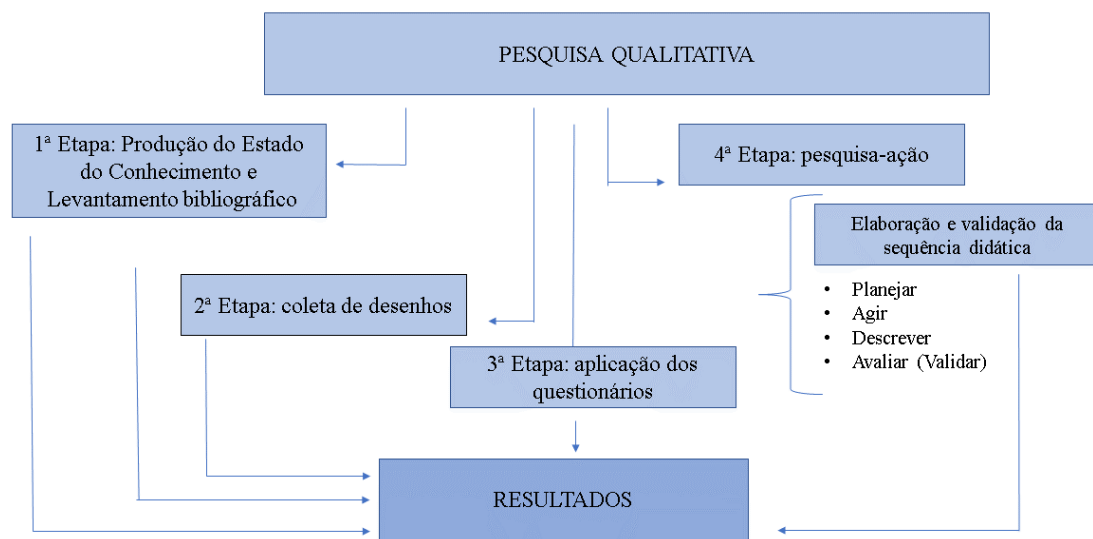 PESQUISA QUALITATIVA
1ª Etapa: Produção do Estado
do Conhecimento e
Levantamento bibliográfico
4ª Etapa: pesquisa-ação
Elaboração e validação da
sequência didática
2ª Etapa: coleta de desenhos
• Planejar
• Agir
• Descrever
• Avaliar (Validar)
3ª Etapa: aplicação dos
questionários
RESULTADOS